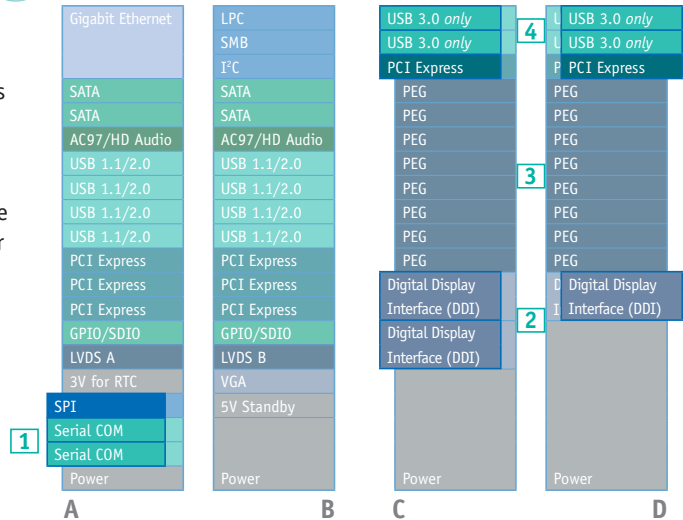 s
e
r
Gigabit Ethernet
SATA
SATA
AC97/HD Audio
USB 1.1/2.0
USB 1.1/2.0
USB 1.1/2.0
USB 1.1/2.0
PCI Express
PCI Express
PCI Express
GPIO/SDIO
LVDS A
3V for RTC
SPI
1
Serial COM
Serial COM
Power
A
LPC
SMB
I²C
SATA
SATA
AC97/HD Audio
USB 1.1/2.0
USB 1.1/2.0
USB 1.1/2.0
USB 1.1/2.0
PCI Express
PCI Express
PCI Express
GPIO/SDIO
LVDS B
VGA
5V Standby
Power
B
USB 3.0 only
USB 3.0 only
PCI Express
PEG
PEG
PEG
PEG
PEG
PEG
PEG
PEG
Digital Display
Interface (DDI)
Digital Display
Interface (DDI)
Power
C
4
3
2
L USB 3.0 only
L USB 3.0 only
P PCI Express
PEG
PEG
PEG
PEG
PEG
PEG
PEG
PEG
D Digital Display
I Interface (DDI)
Power
D